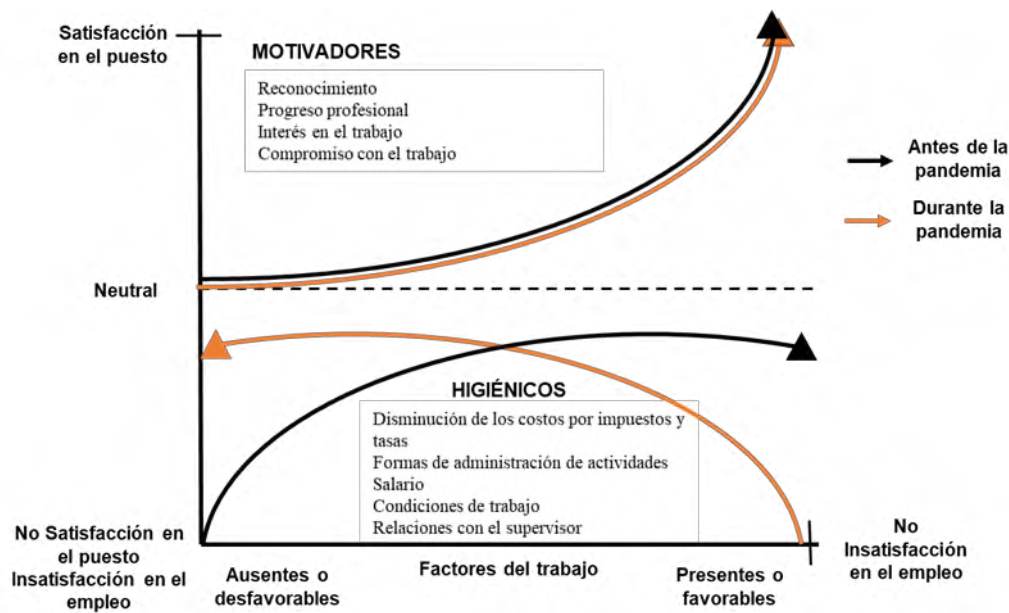 Satisfacción
en el puesto
MOTIVADORES
Reconocimiento
Progreso profesional
Interés en el trabajo
Compromiso con el trabajo
Antes de la
pandemia
Durante la
pandemia
Neutral
HIGIÉNICOS
Disminución de los costos por impuestos y
tasas
Formas de administración de actividades
Salario
Condiciones de trabajo
Relaciones con el supervisor
No Satisfacción en
el puesto
Insatisfacción en el
empleo
Ausentes o
desfavorables
Factores del trabajo
Presentes o
favorables
No
Insatisfacción
en el empleo